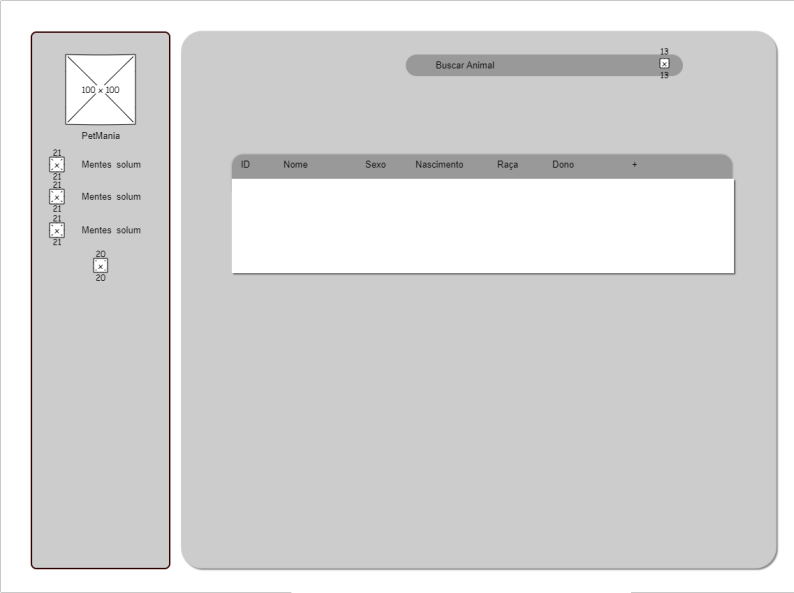 100 x 100
PetMania
21
Mentes solum
21
21
Mentes solum
21
21
Mentes solum
21
20
20
13
Buscar Animal
13
ID Nome Sexo Nascimento Raça Dono +